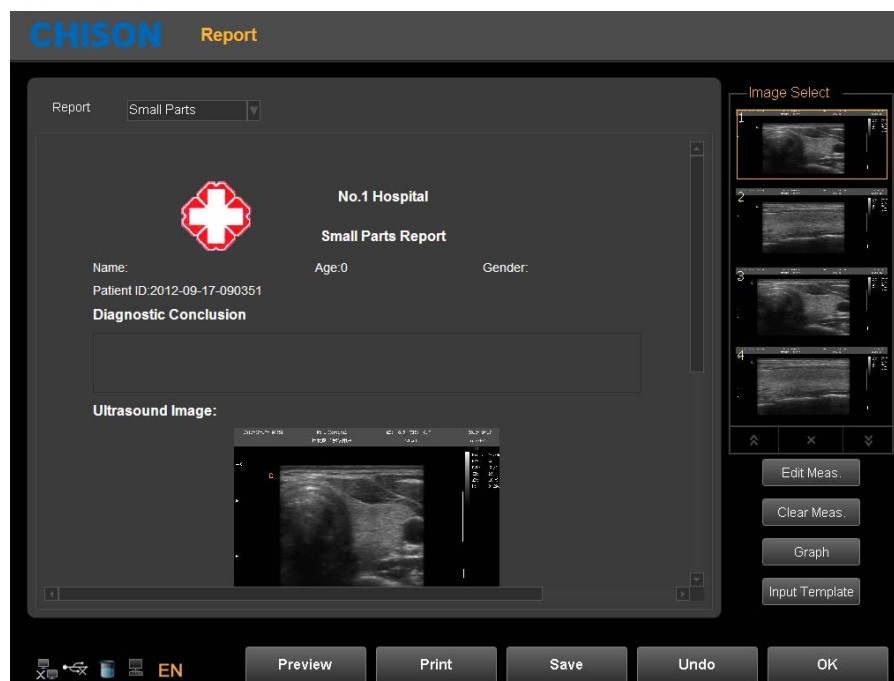 CHISON Report
Report Small Parts
No.1 Hospital
Small Parts Report
Name: Age:0 Gender:
Patient ID:2012-09-17-090351
Diagnostic Conclusion
Ultrasound Image:
Image Select
1
2
3
4
Edit Meas.
Clear Meas.
Graph
Input Template
EN Preview Print Save Undo OK